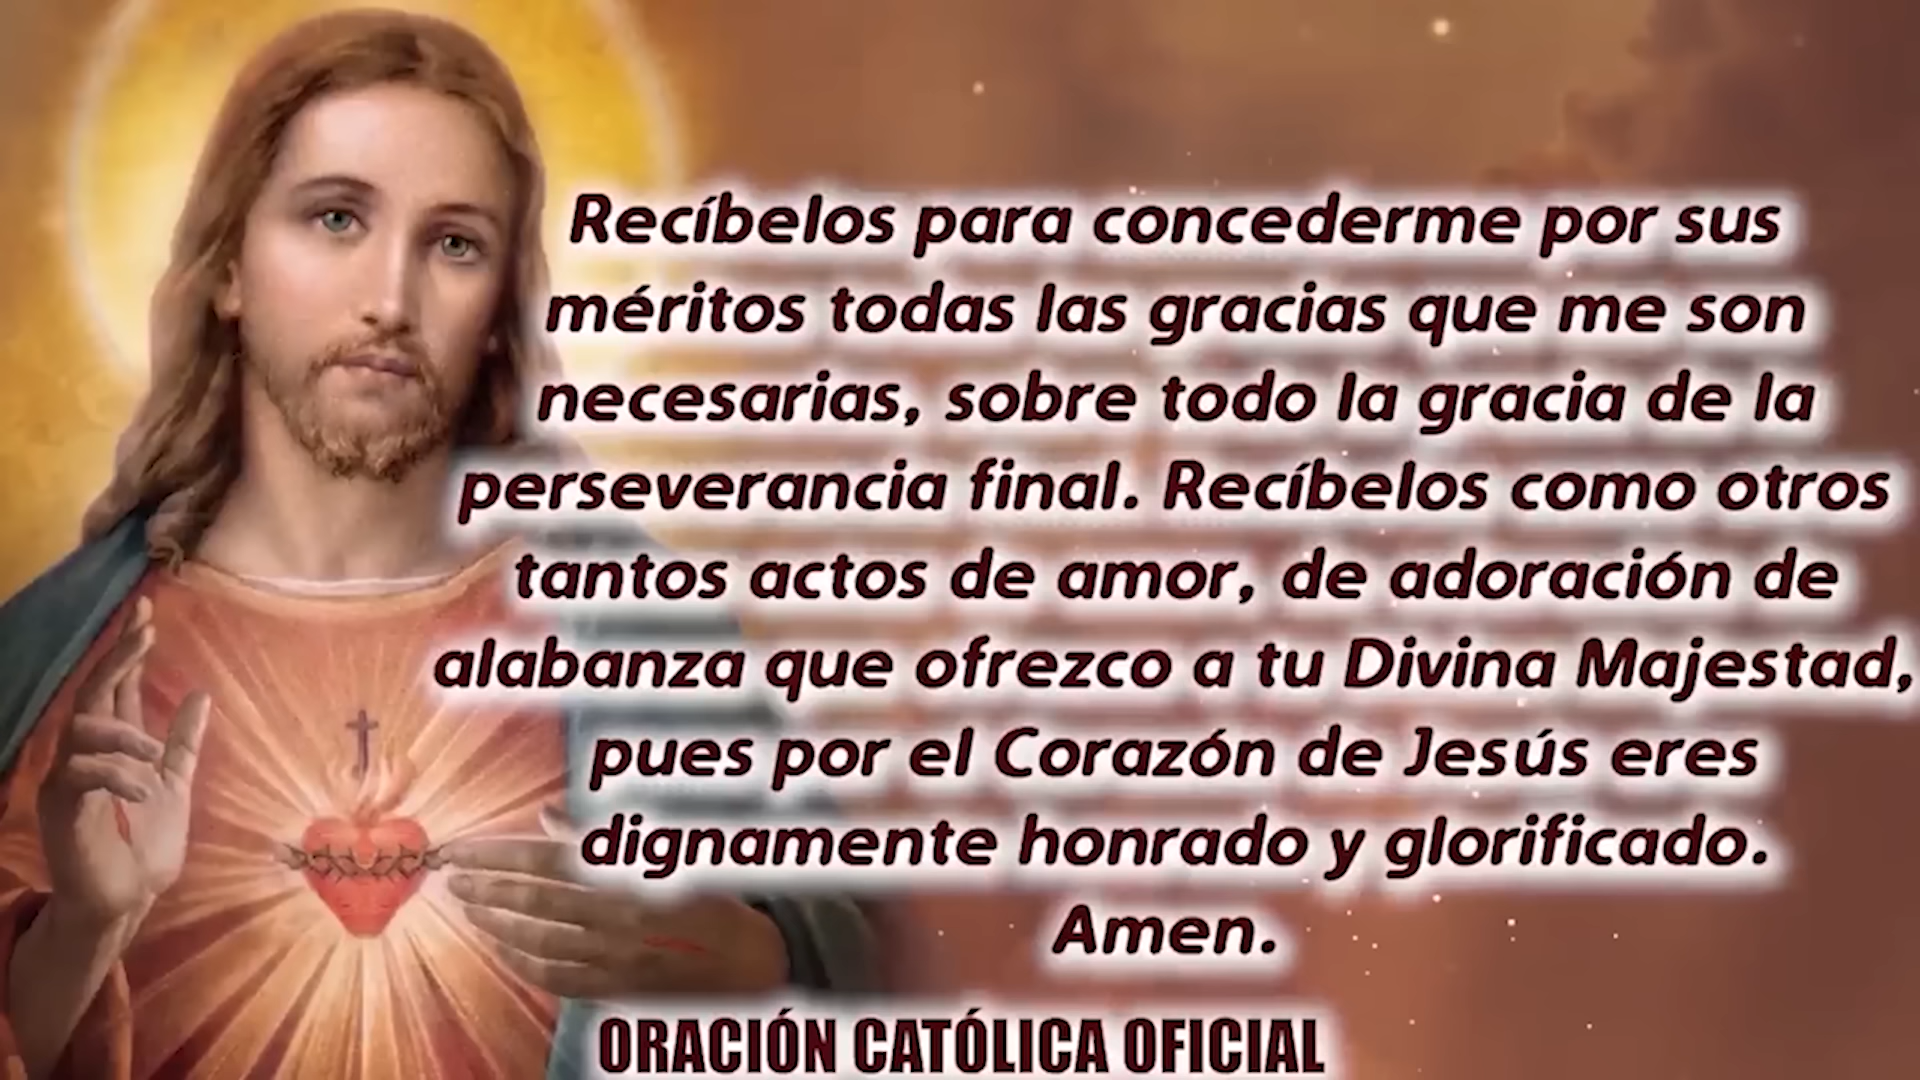 Recíbelos para concederme por sus
méritos todas las gracias que me son
necesarias, sobre todo la gracia de la
perseverancia final. Recíbelos como otros
tantos actos de amor, de adoración de
alabanza que ofrezco a tu Divina Majestad,
pues por el Corazón de Jesús eres
dignamente honrado y glorificado.
Amen.
ORACIÓN CATÓLICA OFICIAL